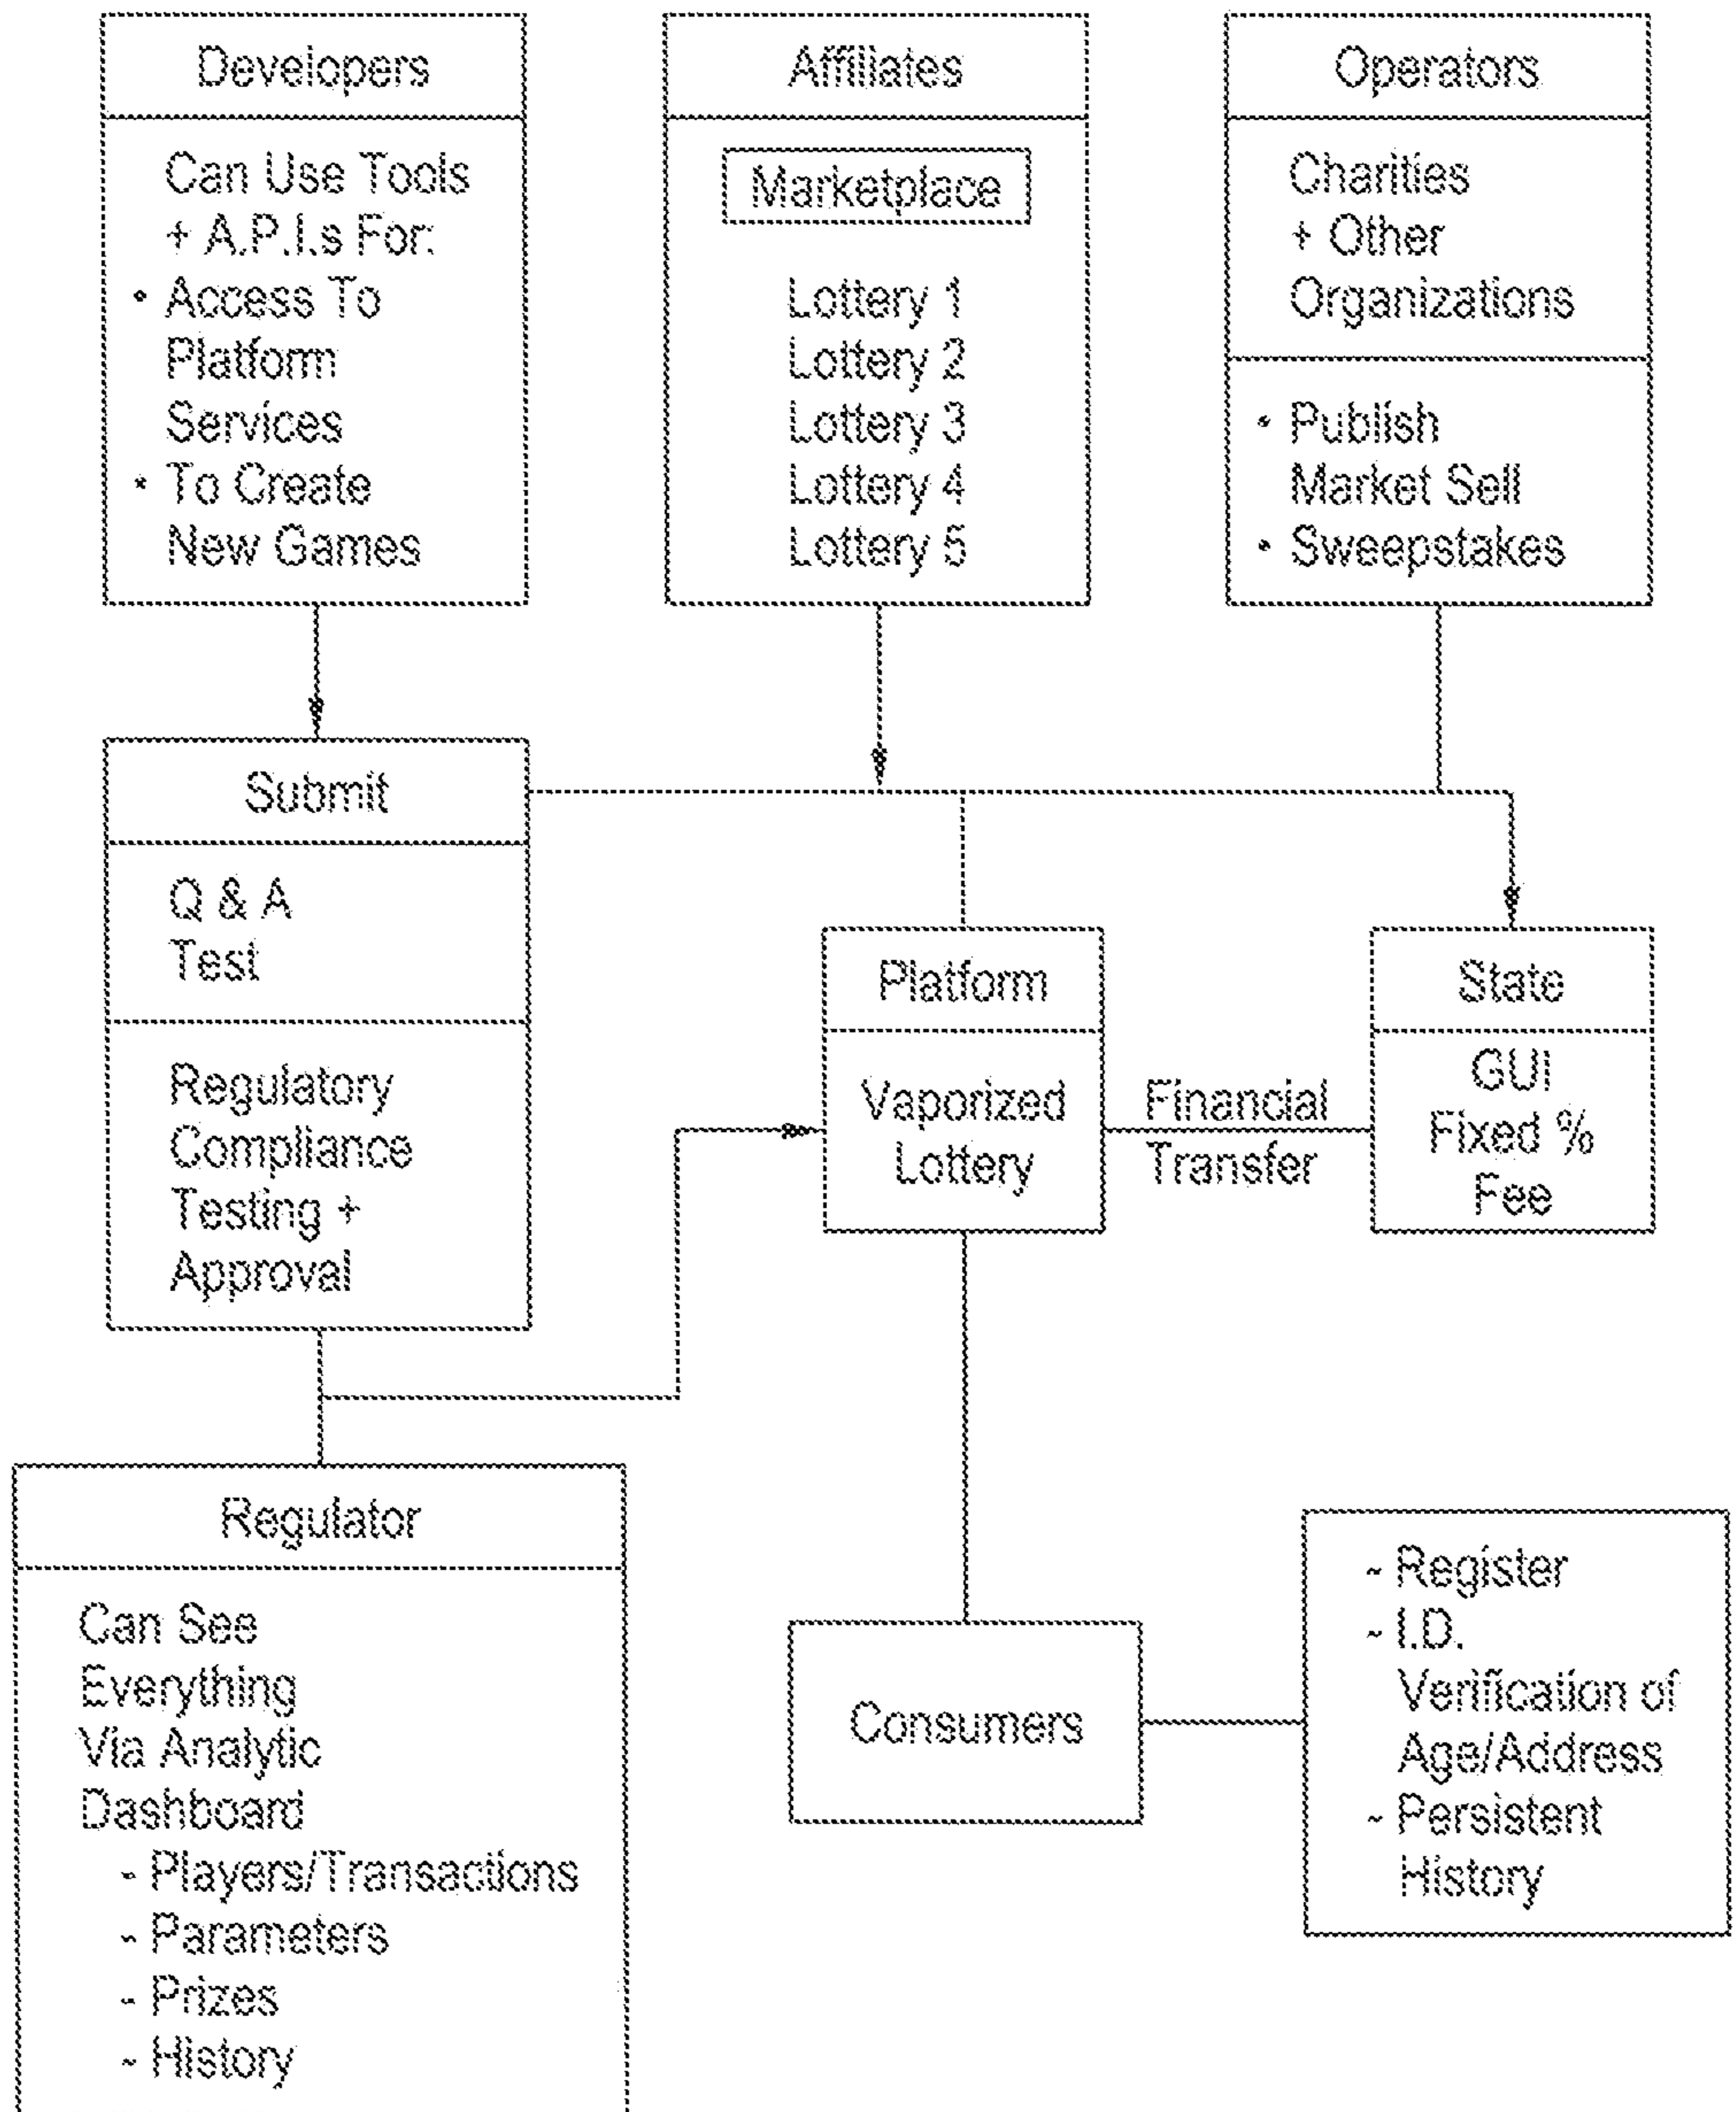 Developers
Can Use Tools
+ A.P.I.s For:
• Access To
Platform
Services
• To Create
New Games
Affiliates
Marketplace
Lottery 1
Lottery 2
Lottery 3
Lottery 4
Lottery 5
Operators
Charities
+ Other
Organizations
• Publish
Market Sell
• Sweepstakes
Submit
Q & A
Test
Regulatory
Compliance
Testing +
Approval
Platform
Vaporized
Lottery
Financial
Transfer
State
GUI
Fixed %
Fee
Regulator
Can See
Everything
Via Analytic
Dashboard
- Players/Transactions
- Parameters
- Prizes
- History
Consumers
- Register
- I.D.
Verification of
Age/Address
- Persistent
History